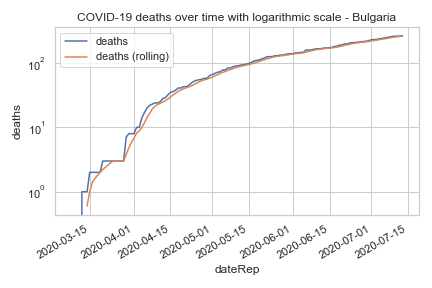 COVID-19 deaths over time with logarithmic scale - Bulgaria
deaths
deaths (rolling)
10²
10¹
10⁰
deaths
2020-03-15
2020-04-01
2020-04-15
2020-05-01
2020-05-15
2020-06-01
2020-06-15
2020-07-01
2020-07-15
dateRep